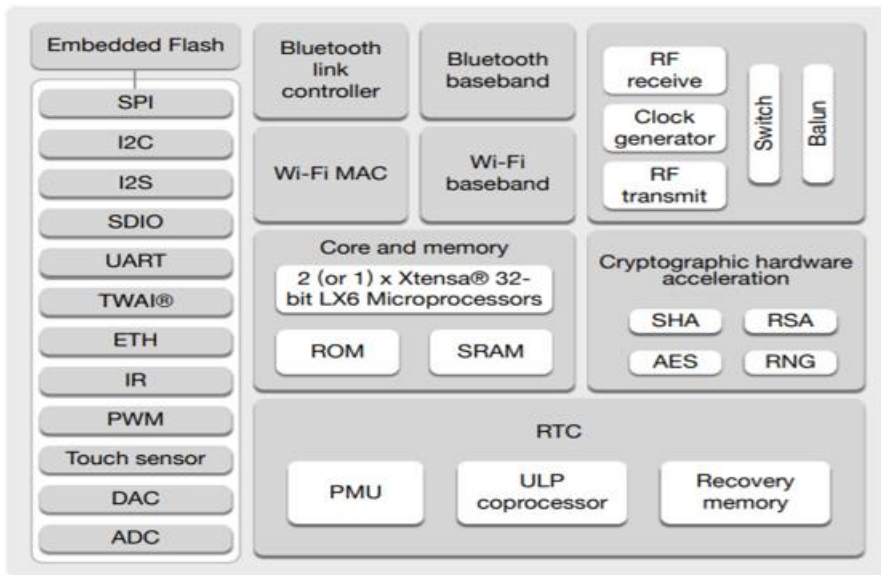 Embedded Flash
SPI
I2C
I2S
SDIO
UART
TWAI®
ETH
IR
PWM
Touch sensor
DAC
ADC
Bluetooth
link
controller
Bluetooth
baseband
Wi-Fi MAC
Wi-Fi
baseband
RF
receive
Clock
generator
RF
transmit
Switch
Balun
Core and memory
2 (or 1) x Xtensa® 32-
bit LX6 Microprocessors
ROM
SRAM
Cryptographic hardware
acceleration
SHA
RSA
AES
RNG
RTC
PMU
ULP
coprocessor
Recovery
memory